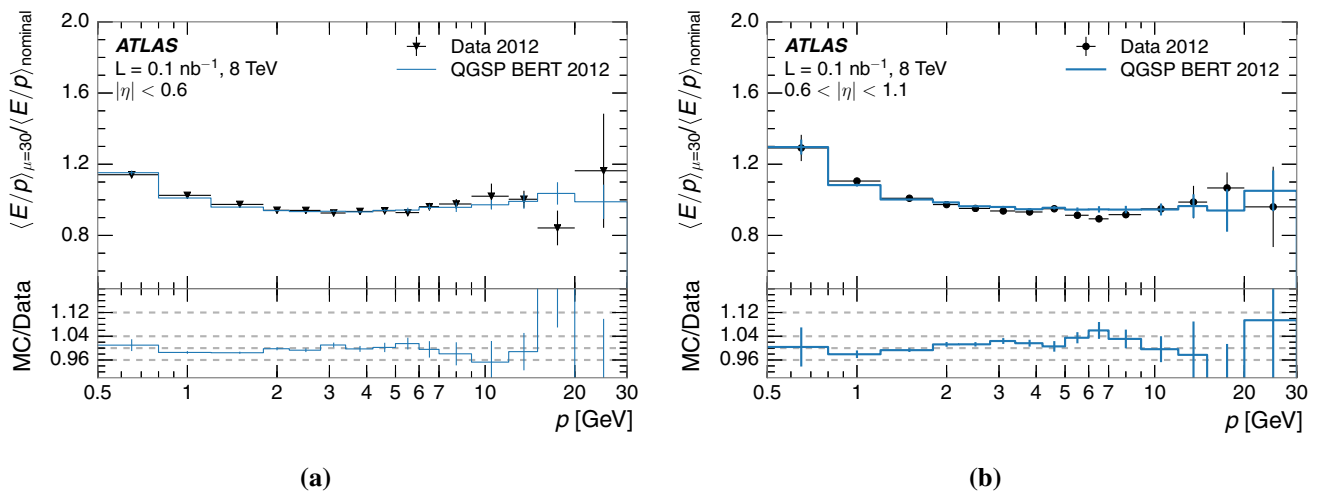 ⟨E/p⟩μ=30/⟨E/p⟩nominal
2.0
1.6
1.2
0.8
ATLAS
L = 0.1 nb−1, 8 TeV
|η| < 0.6
Data 2012
QGSP BERT 2012
MC/Data
1.12
1.04
0.96
0.5 1 2 3 4 5 6 7 10 20 30
p [GeV]
(a)
⟨E/p⟩μ=30/⟨E/p⟩nominal
2.0
1.6
1.2
0.8
ATLAS
L = 0.1 nb−1, 8 TeV
0.6 < |η| < 1.1
Data 2012
QGSP BERT 2012
MC/Data
1.12
1.04
0.96
0.5 1 2 3 4 5 6 7 10 20 30
p [GeV]
(b)